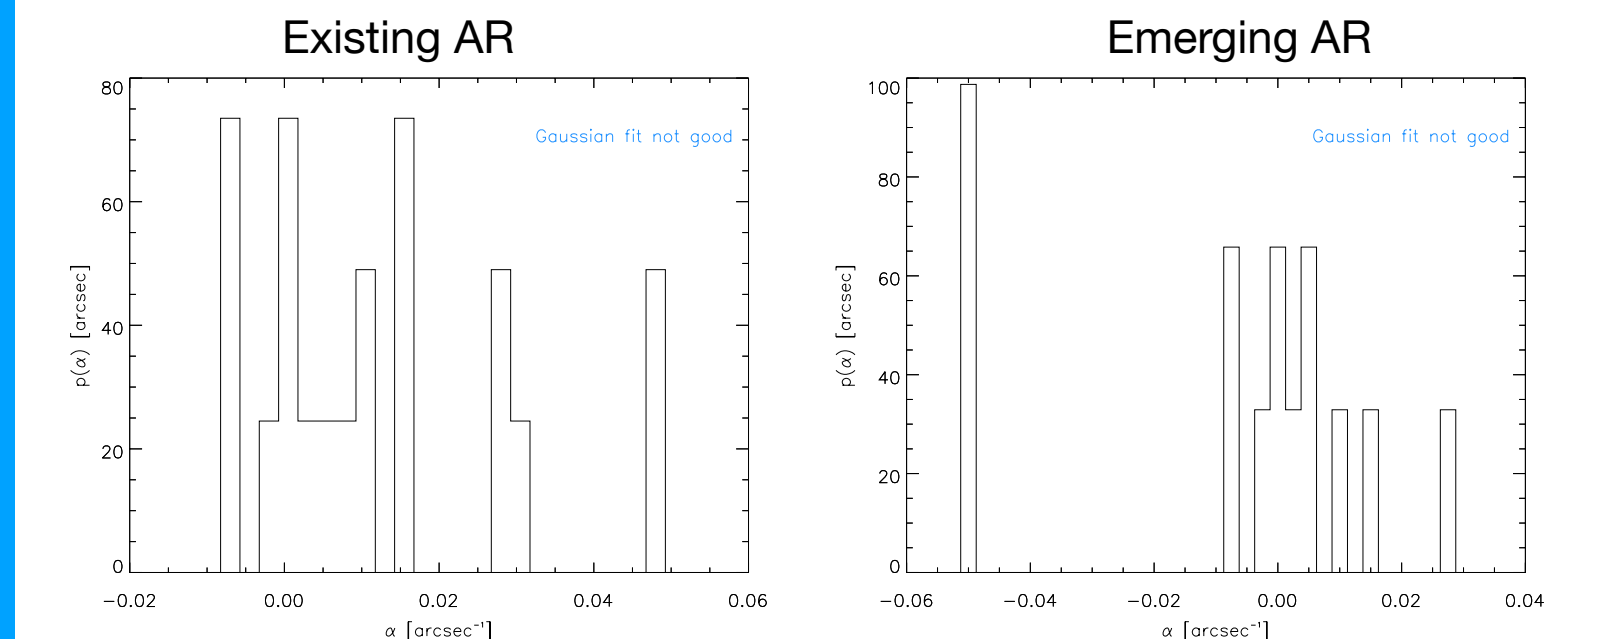 Existing AR
Emerging AR
80
60
40
20
0
p(α) [arcsec]
Gaussian fit not good
−0.02 0.00 0.02 0.04 0.06
α [arcsec⁻¹]
100
80
60
40
20
0
p(α) [arcsec]
Gaussian fit not good
−0.06 −0.04 −0.02 0.00 0.02 0.04
α [arcsec⁻¹]